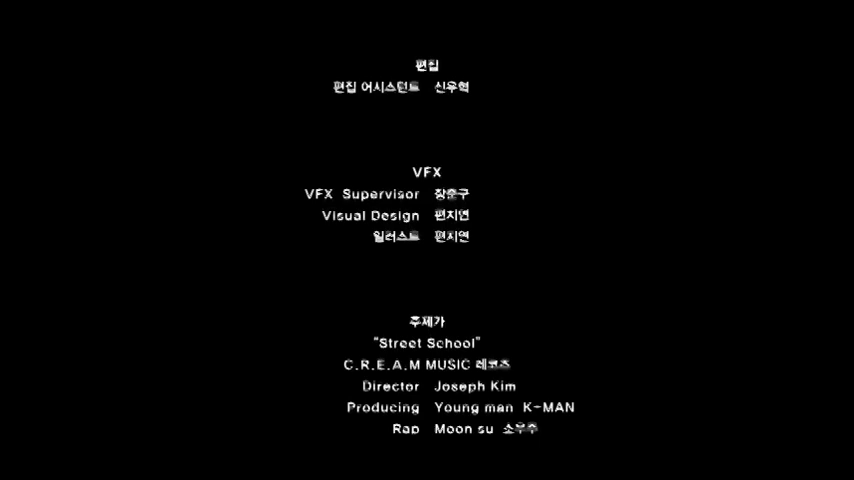 편집
편집 어시스턴트 신우혁
VFX
VFX Supervisor 장준구
Visual Design 편지연
일러스트 편지연
주제가
"Street School"
C.R.E.A.M MUSIC 레코즈
Director Joseph Kim
Producing Young man K-MAN
Rap Moon su 소우주